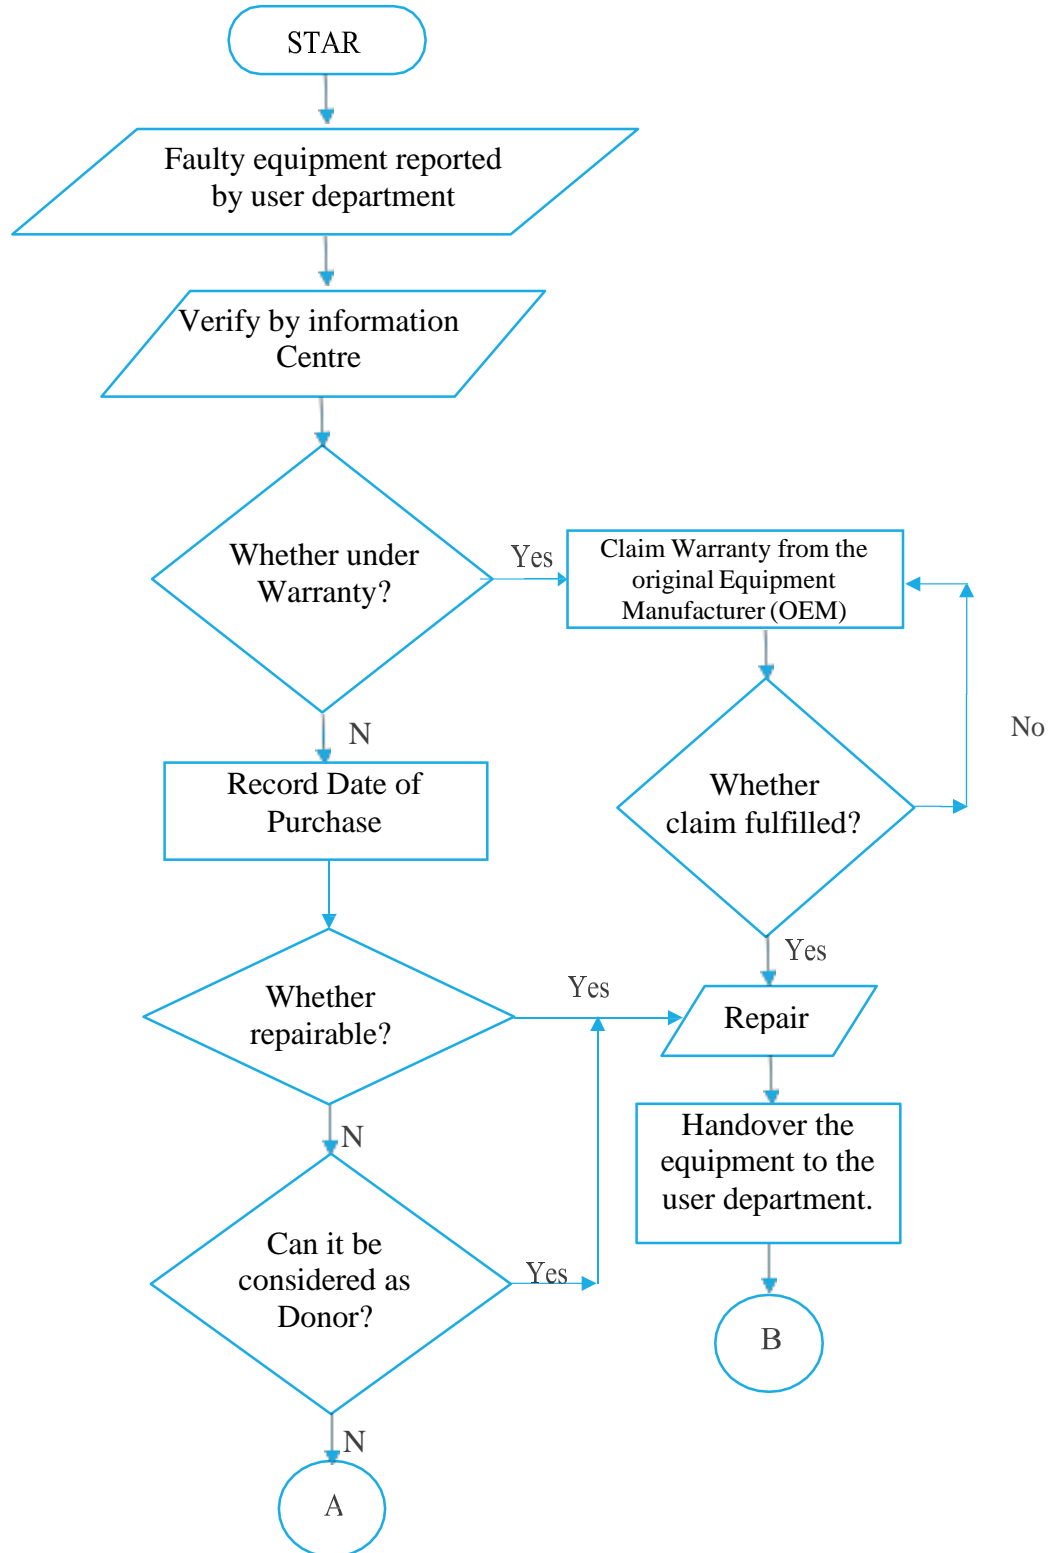 STAR
Faulty equipment reported
by user department
Verify by information
Centre
Whether under
Warranty?
Yes
Claim Warranty from the
original Equipment
Manufacturer (OEM)
No
N
Record Date of
Purchase
Whether
claim fulfilled?
Yes
Whether
repairable?
Yes
Repair
N
Handover the
equipment to the
user department.
Can it be
considered as
Donor?
Yes
B
N
A